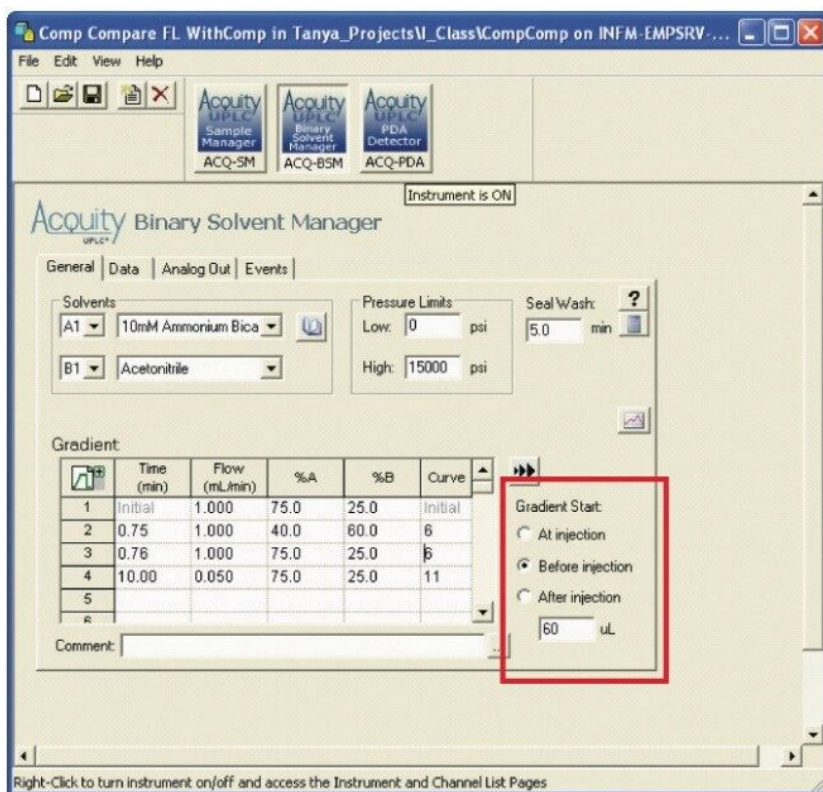 Comp Compare FL WithComp in Tanya_Projects\I_Class\CompComp on INFM-EMPSRV-...
File Edit View Help
Acquity UPLC Sample Manager ACQ-SM
Acquity UPLC Binary Solvent Manager ACQ-BSM
Acquity UPLC PDA Detector ACQ-PDA
Instrument is ON
Acquity UPLC® Binary Solvent Manager
General Data Analog Out Events
Solvents Pressure Limits Seal Wash: ?
A1 10mM Ammonium Bica Low: 0 psi 5.0 min
B1 Acetonitrile High: 15000 psi
Gradient:
Time (min) Flow (mL/min) %A %B Curve
1 Initial 1.000 75.0 25.0 Initial
2 0.75 1.000 40.0 60.0 6
3 0.76 1.000 75.0 25.0 6
4 10.00 0.050 75.0 25.0 11
5
6
Gradient Start:
At injection
Before injection
After injection
60 uL
Comment: ...
Right-Click to turn instrument on/off and access the Instrument and Channel List Pages